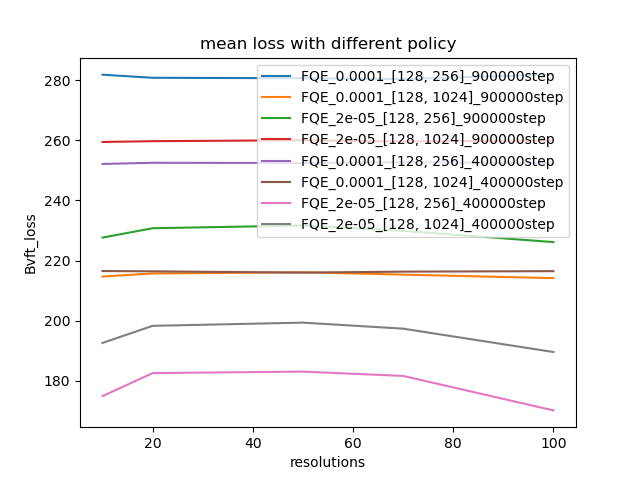 mean loss with different policy
FQE_0.0001_[128, 256]_900000step
FQE_0.0001_[128, 1024]_900000step
FQE_2e-05_[128, 256]_900000step
FQE_2e-05_[128, 1024]_900000step
FQE_0.0001_[128, 256]_400000step
FQE_0.0001_[128, 1024]_400000step
FQE_2e-05_[128, 256]_400000step
FQE_2e-05_[128, 1024]_400000step
280
260
240
220
200
180
Bvft_loss
20 40 60 80 100
resolutions